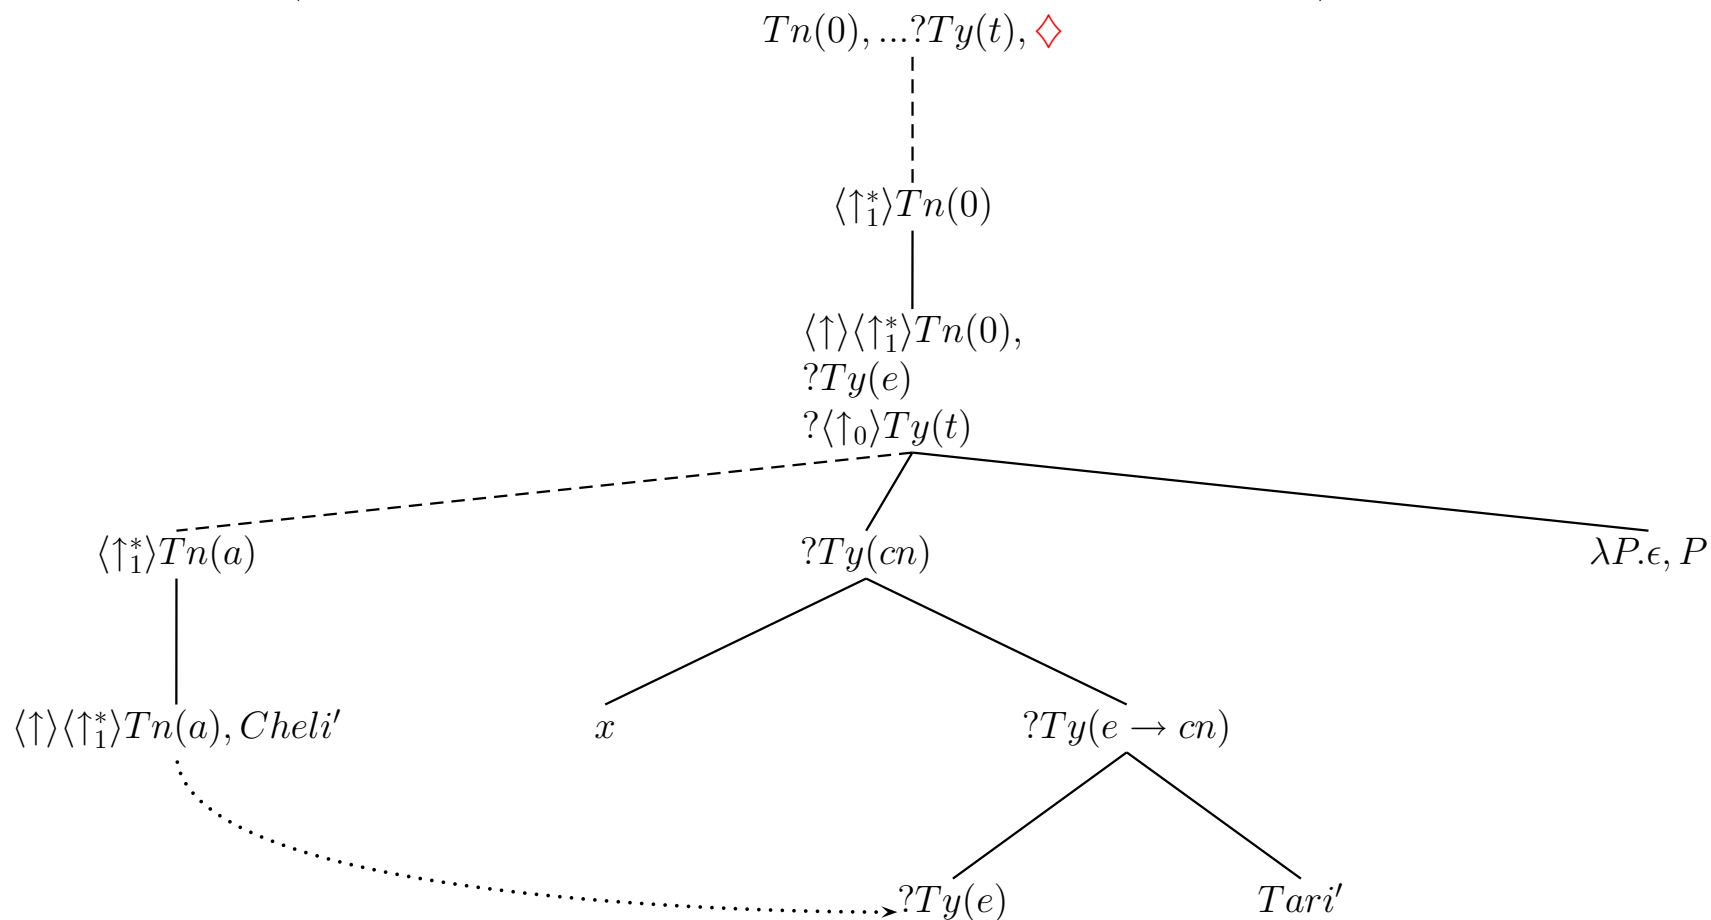 Tn(0), ...?Ty(t), ♢
⟨↑*₁⟩Tn(0)
⟨↑⟩⟨↑*₁⟩Tn(0),
?Ty(e)
?⟨↑₀⟩Ty(t)
⟨↑*₁⟩Tn(a) ?Ty(cn) λP.ϵ, P
⟨↑⟩⟨↑*₁⟩Tn(a), Cheli′ x ?Ty(e → cn)
?Ty(e) Tari′